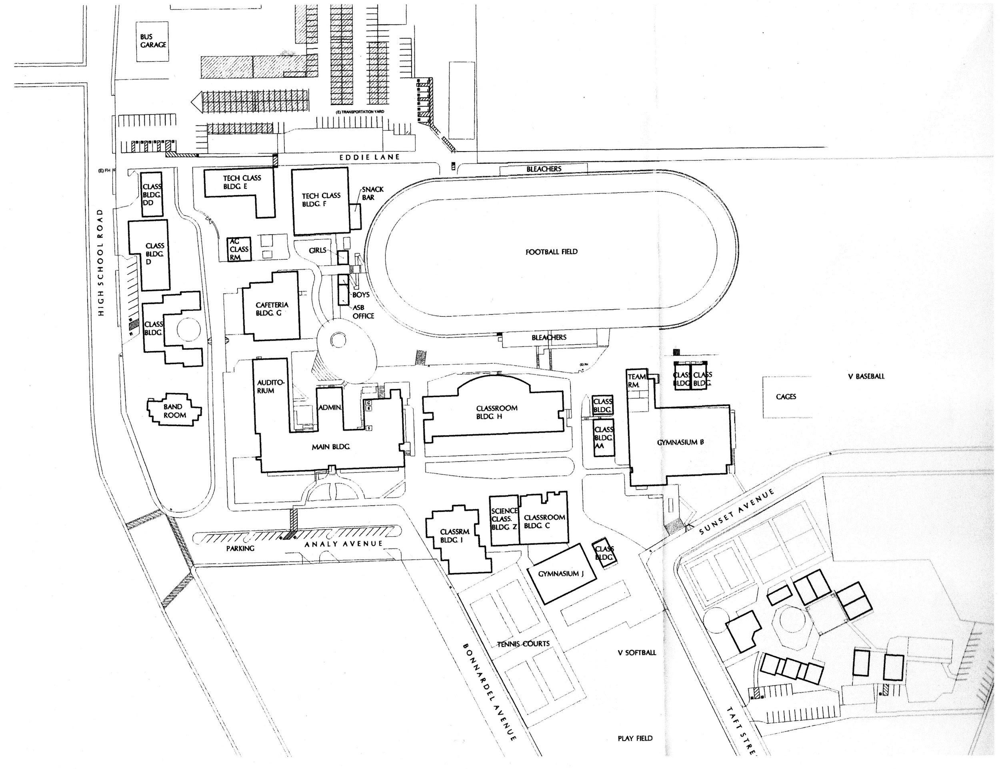 BUS
GARAGE
(E) TRANSPORTATION YARD
EDDIE LANE
(E) FH
BLEACHERS
TECH CLASS
BLDG. E
CLASS
BLDG.
DD
TECH CLASS
BLDG. F
SNACK
BAR
HIGH SCHOOL ROAD
CLASS
BLDG.
D
AG
CLASS
RM.
GIRLS
FOOTBALL FIELD
BOYS
ASB
OFFICE
CAFETERIA
BLDG. G
CLASS
BLDG.
BLEACHERS
(E) FH
AUDITO-
RIUM
TEAM
RM.
CLASS
BLDG.
CLASS
BLDG.
V BASEBALL
CAGES
BAND
ROOM
ADMIN.
C
S
CLASSROOM
BLDG. H
CLASS
BLDG.
CLASS
BLDG.
AA
GYMNASIUM B
MAIN BLDG.
SUNSET AVENUE
SCIENCE
CLASS.
BLDG. Z
CLASSROOM
BLDG. C
CLASSRM.
BLDG. I
PARKING
ANALY AVENUE
CLASS
BLDG.
GYMNASIUM J
TENNIS COURTS
V SOFTBALL
BONNARDEL AVENUE
TAFT STRE
PLAY FIELD